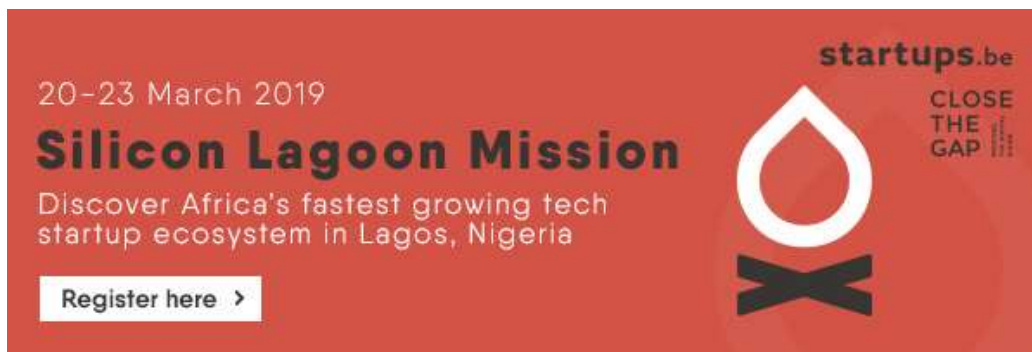 20-23 March 2019
Silicon Lagoon Mission
Discover Africa's fastest growing tech
startup ecosystem in Lagos, Nigeria
Register here >
startups.be
CLOSE
THE
GAP